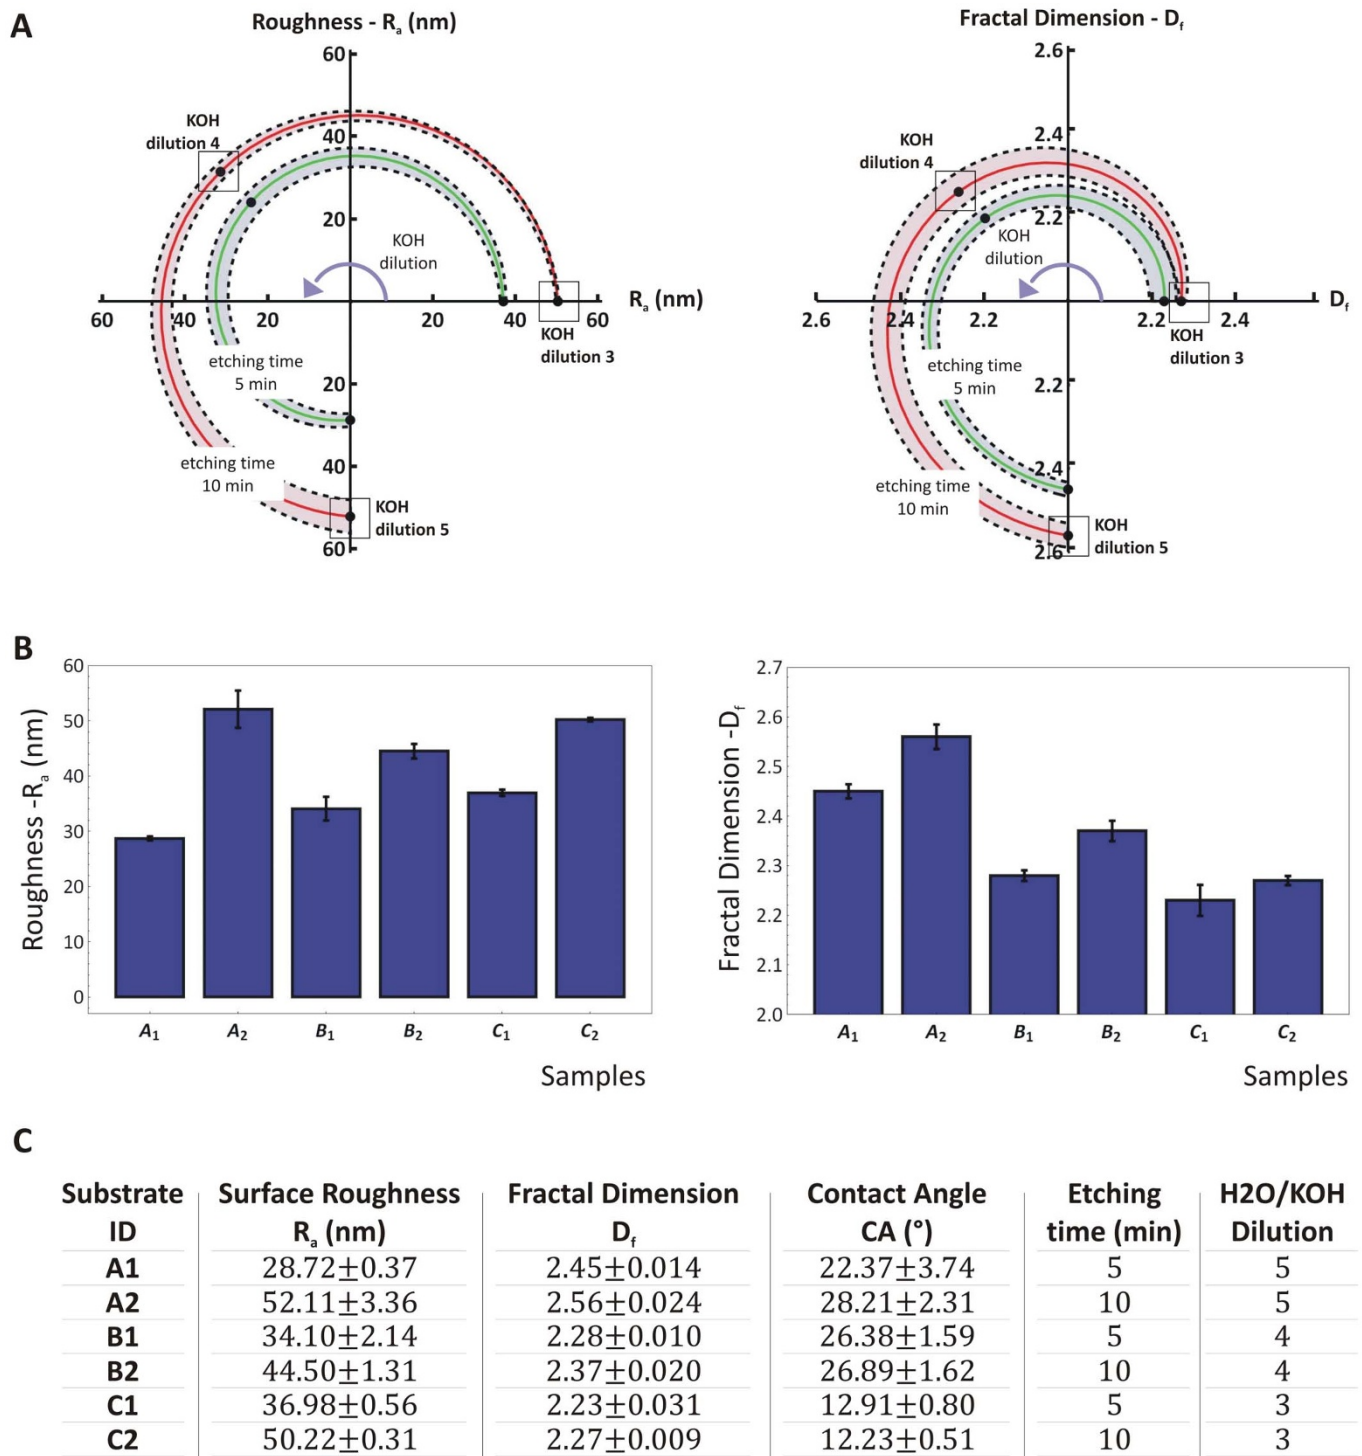 A
Roughness - Rₐ (nm)
60
40
20
60
40
20
20
40
60
Rₐ (nm)
20
40
60
KOH
dilution 4
KOH
dilution
KOH
dilution 3
etching time
5 min
etching time
10 min
KOH
dilution 5
Fractal Dimension - D_f
2.6
2.4
2.2
2.6
2.4
2.2
2.2
2.4
D_f
2.2
2.4
2.6
KOH
dilution 4
KOH
dilution
KOH
dilution 3
etching time
5 min
etching time
10 min
KOH
dilution 5
B
Roughness -Rₐ (nm)
60
50
40
30
20
10
0
A₁ A₂ B₁ B₂ C₁ C₂
Samples
Fractal Dimension -D_f
2.7
2.6
2.5
2.4
2.3
2.2
2.1
2.0
A₁ A₂ B₁ B₂ C₁ C₂
Samples
C
Substrate Surface Roughness Fractal Dimension Contact Angle Etching H2O/KOH
ID Rₐ (nm) D_f CA (°) time (min) Dilution
A1 28.72±0.37 2.45±0.014 22.37±3.74 5 5
A2 52.11±3.36 2.56±0.024 28.21±2.31 10 5
B1 34.10±2.14 2.28±0.010 26.38±1.59 5 4
B2 44.50±1.31 2.37±0.020 26.89±1.62 10 4
C1 36.98±0.56 2.23±0.031 12.91±0.80 5 3
C2 50.22±0.31 2.27±0.009 12.23±0.51 10 3